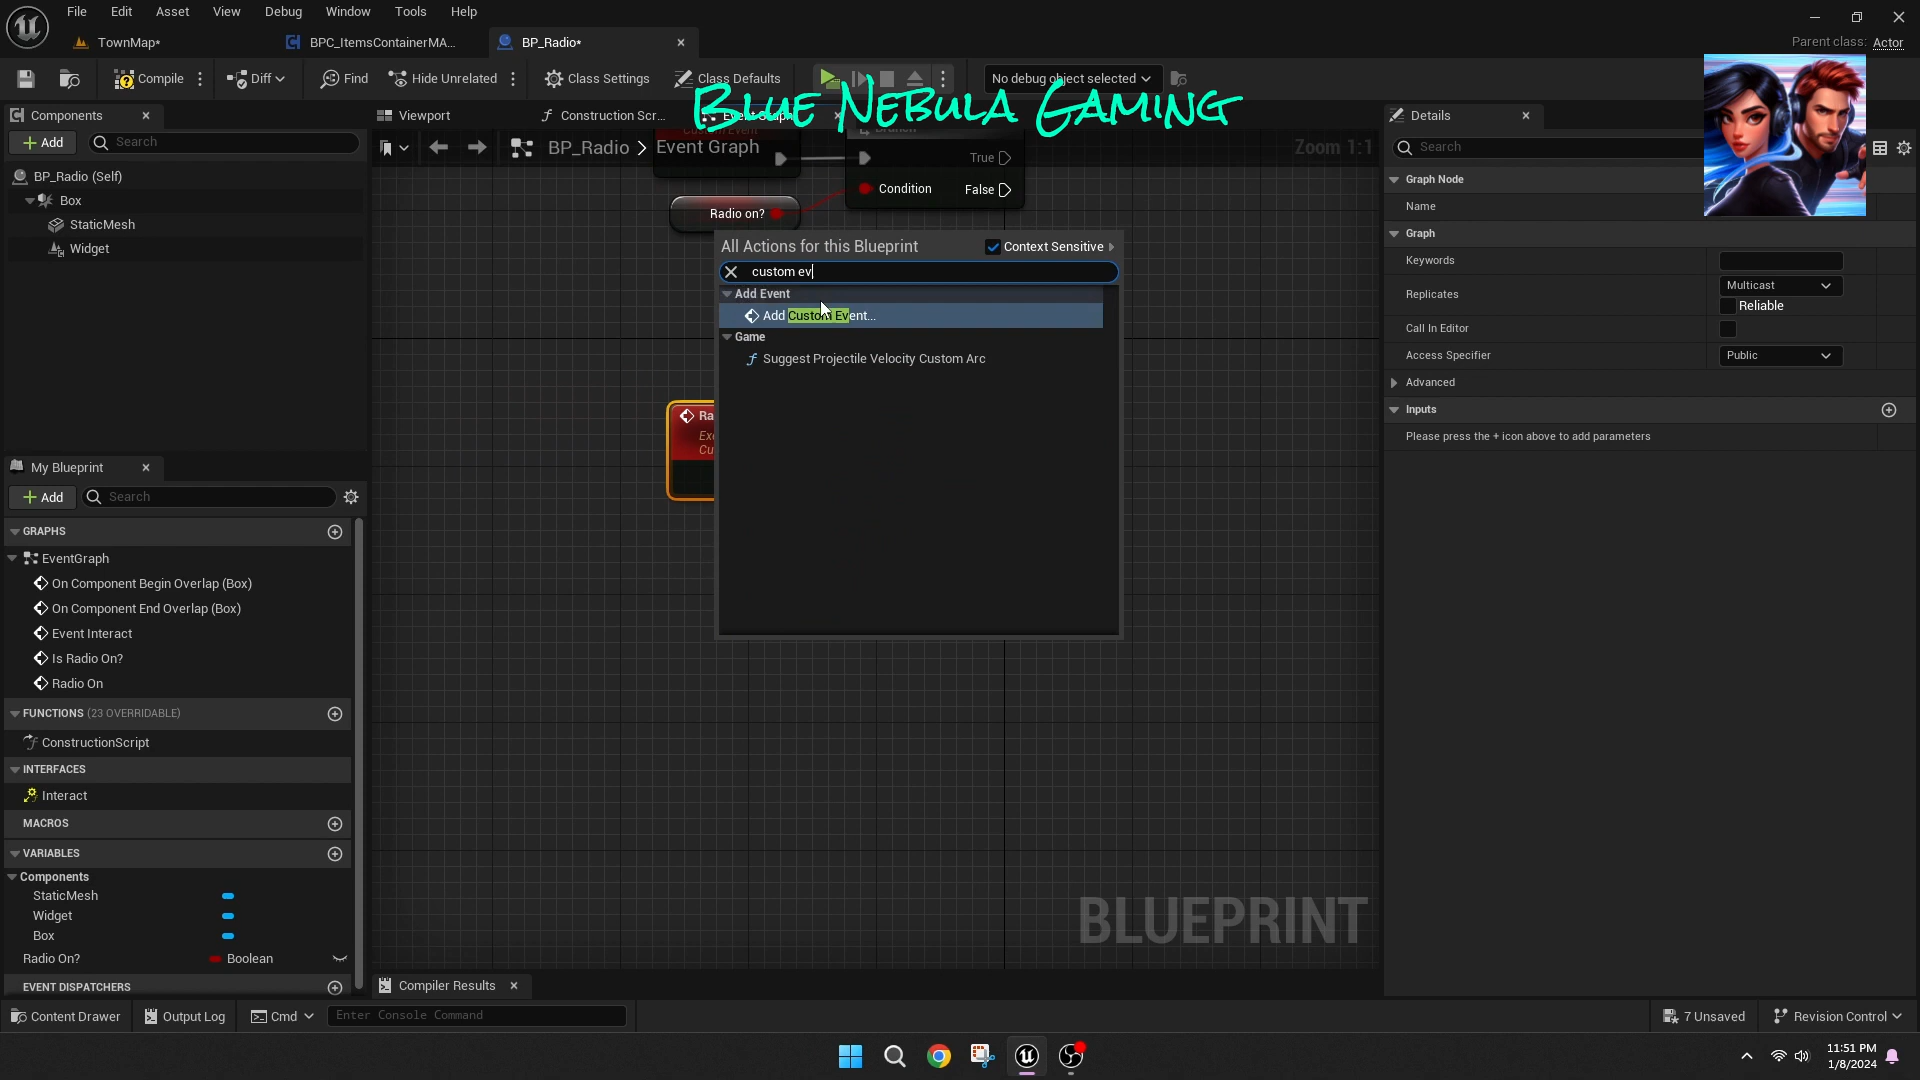 File Edit Asset View Debug Window Tools Help
TownMap* BPC_ItemsContainerMA... BP_Radio* Parent class: Actor
Compile Diff Find Hide Unrelated Class Settings Class Defaults No debug object selected
Blue Nebula Gaming
Components Viewport Construction Scr... Details
Add Search BP_Radio > Event Graph Zoom 1:1 Search
True
Condition False
Radio on?
BP_Radio (Self)
Box
StaticMesh
Widget
All Actions for this Blueprint Context Sensitive
custom ev
Add Event
Add Custom Event...
Game
Suggest Projectile Velocity Custom Arc
Ra
Exe
Cu
Graph Node
Name
Graph
Keywords
Replicates Multicast
Reliable
Call In Editor
Access Specifier Public
Advanced
Inputs
Please press the + icon above to add parameters
My Blueprint
Add Search
GRAPHS
EventGraph
On Component Begin Overlap (Box)
On Component End Overlap (Box)
Event Interact
Is Radio On?
Radio On
FUNCTIONS (23 OVERRIDABLE)
ConstructionScript
INTERFACES
Interact
MACROS
VARIABLES
Components
StaticMesh
Widget
Box
Radio On? Boolean
EVENT DISPATCHERS
BLUEPRINT
Compiler Results
Content Drawer Output Log Cmd Enter Console Command 7 Unsaved Revision Control
11:51 PM
1/8/2024